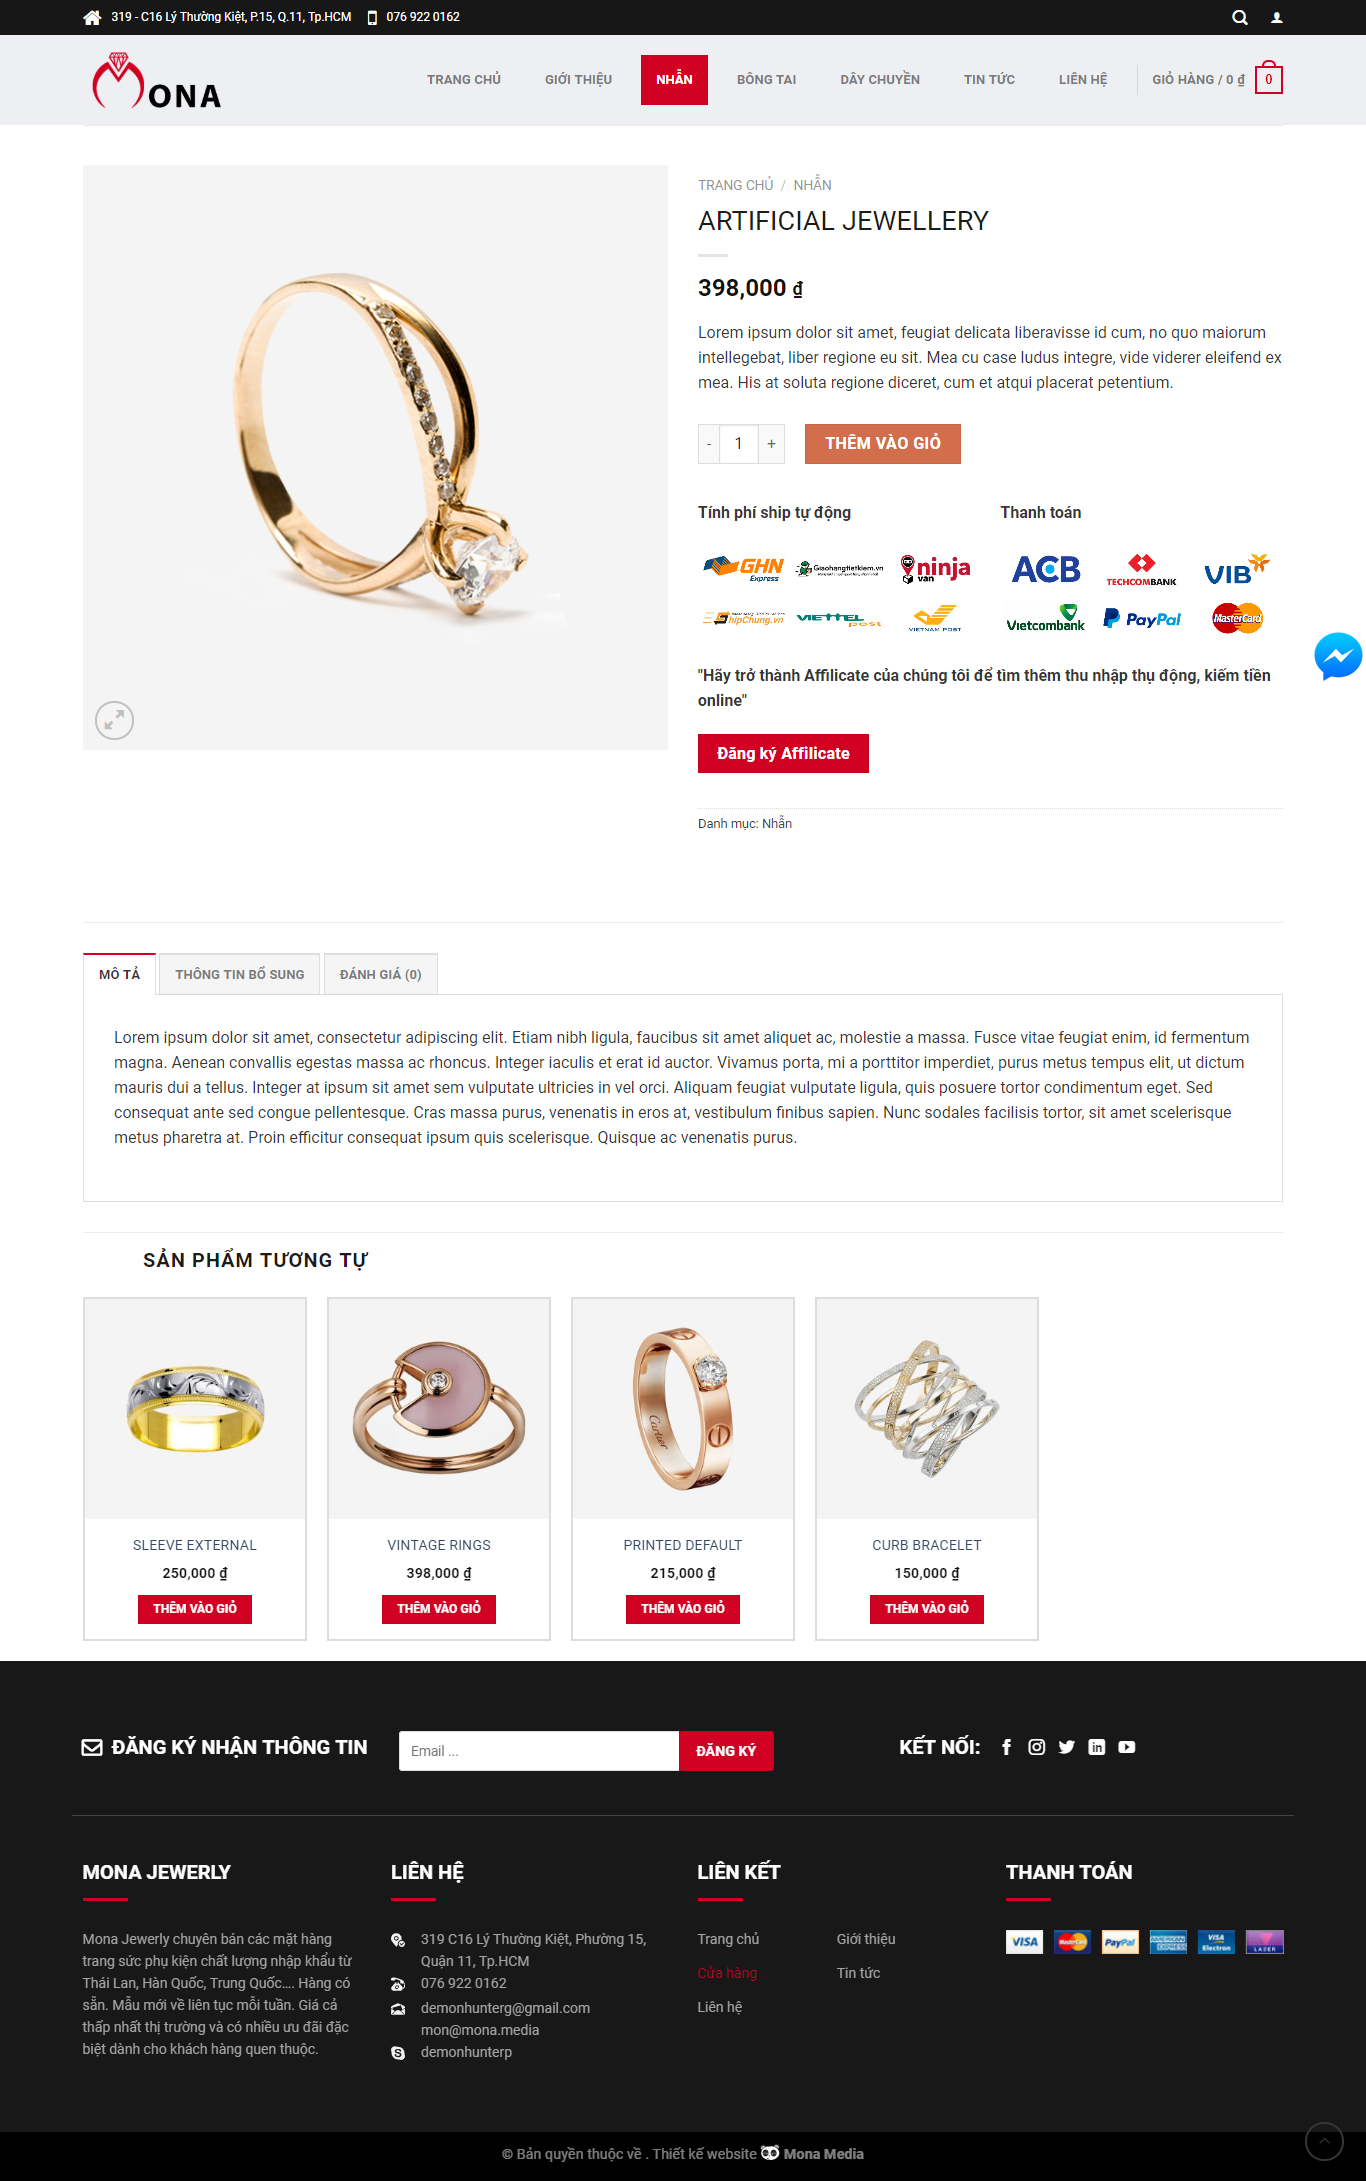 319 - C16 Lý Thường Kiệt, P.15, Q.11, Tp.HCM
076 922 0162
MONA
TRANG CHỦ
GIỚI THIỆU
NHẪN
BÔNG TAI
DÂY CHUYỀN
TIN TỨC
LIÊN HỆ
GIỎ HÀNG / 0 ₫
0
TRANG CHỦ / NHẪN
ARTIFICIAL JEWELLERY
398,000 ₫
Lorem ipsum dolor sit amet, feugiat delicata liberavisse id cum, no quo maiorum
intellegebat, liber regione eu sit. Mea cu case ludus integre, vide viderer eleifend ex
mea. His at soluta regione diceret, cum et atqui placerat petentium.
- 1 +
THÊM VÀO GIỎ
Tính phí ship tự động
GHN Express
Giaohangtietkiem.vn
ninja van
ShipChung.vn
VIETTEL post
VIETNAM POST
Thanh toán
ACB
TECHCOMBANK
VIB
Vietcombank
PayPal
MasterCard
"Hãy trở thành Affilicate của chúng tôi để tìm thêm thu nhập thụ động, kiếm tiền
online"
Đăng ký Affilicate
Danh mục: Nhẫn
MÔ TẢ
THÔNG TIN BỔ SUNG
ĐÁNH GIÁ (0)
Lorem ipsum dolor sit amet, consectetur adipiscing elit. Etiam nibh ligula, faucibus sit amet aliquet ac, molestie a massa. Fusce vitae feugiat enim, id fermentum
magna. Aenean convallis egestas massa ac rhoncus. Integer iaculis et erat id auctor. Vivamus porta, mi a porttitor imperdiet, purus metus tempus elit, ut dictum
mauris dui a tellus. Integer at ipsum sit amet sem vulputate ultricies in vel orci. Aliquam feugiat vulputate ligula, quis posuere tortor condimentum eget. Sed
consequat ante sed congue pellentesque. Cras massa purus, venenatis in eros at, vestibulum finibus sapien. Nunc sodales facilisis tortor, sit amet scelerisque
metus pharetra at. Proin efficitur consequat ipsum quis scelerisque. Quisque ac venenatis purus.
SẢN PHẨM TƯƠNG TỰ
Cartier
SLEEVE EXTERNAL
250,000 ₫
THÊM VÀO GIỎ
VINTAGE RINGS
398,000 ₫
THÊM VÀO GIỎ
PRINTED DEFAULT
215,000 ₫
THÊM VÀO GIỎ
CURB BRACELET
150,000 ₫
THÊM VÀO GIỎ
ĐĂNG KÝ NHẬN THÔNG TIN
Email ...
ĐĂNG KÝ
KẾT NỐI:
MONA JEWERLY
Mona Jewerly chuyên bán các mặt hàng
trang sức phụ kiện chất lượng nhập khẩu từ
Thái Lan, Hàn Quốc, Trung Quốc.... Hàng có
sẵn. Mẫu mới về liên tục mỗi tuần. Giá cả
thấp nhất thị trường và có nhiều ưu đãi đặc
biệt dành cho khách hàng quen thuộc.
LIÊN HỆ
319 C16 Lý Thường Kiệt, Phường 15,
Quận 11, Tp.HCM
076 922 0162
demonhunterg@gmail.com
mon@mona.media
demonhunterp
LIÊN KẾT
Trang chủ
Giới thiệu
Cửa hàng
Tin tức
Liên hệ
THANH TOÁN
VISA
MasterCard
PayPal
AMERICAN EXPRESS
VISA Electron
LASER
© Bản quyền thuộc về . Thiết kế website Mona Media